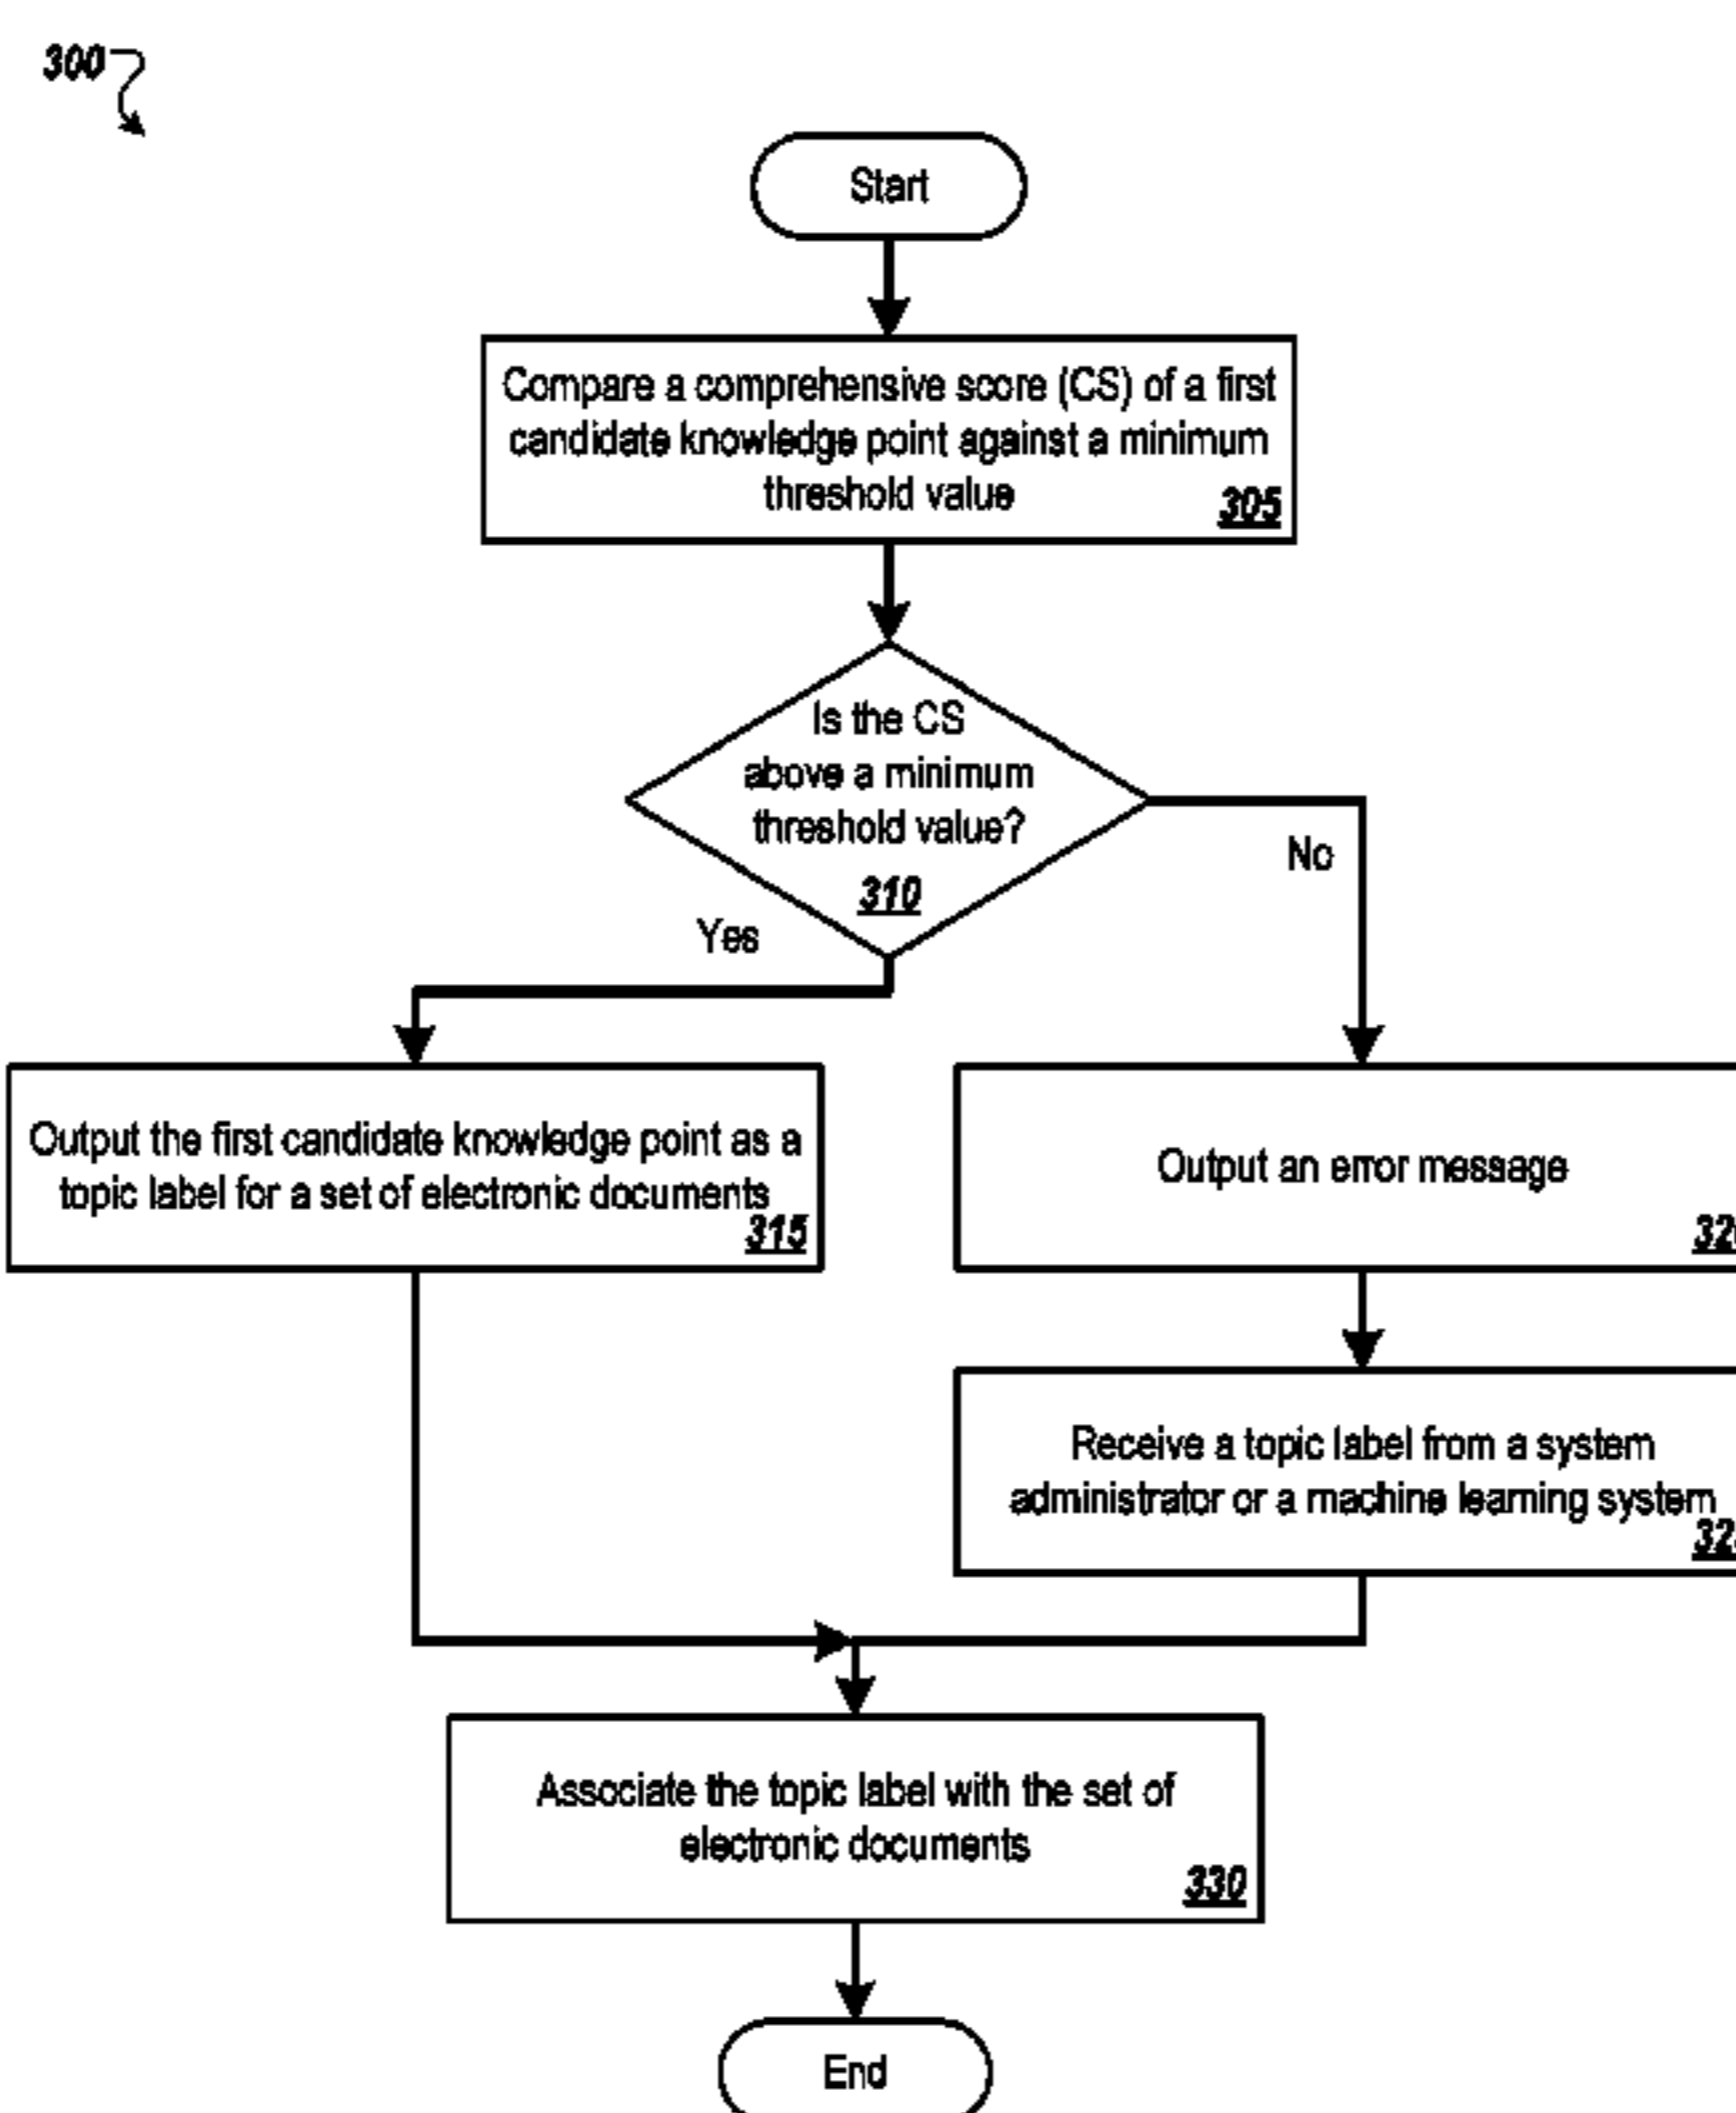 300
Start
Compare a comprehensive score (CS) of a first
candidate knowledge point against a minimum
threshold value
305
Is the CS
above a minimum
threshold value?
310
No
Yes
Output the first candidate knowledge point as a
topic label for a set of electronic documents
315
Output an error message
Receive a topic label from a system
administrator or a machine learning system
Associate the topic label with the set of
electronic documents
330
End